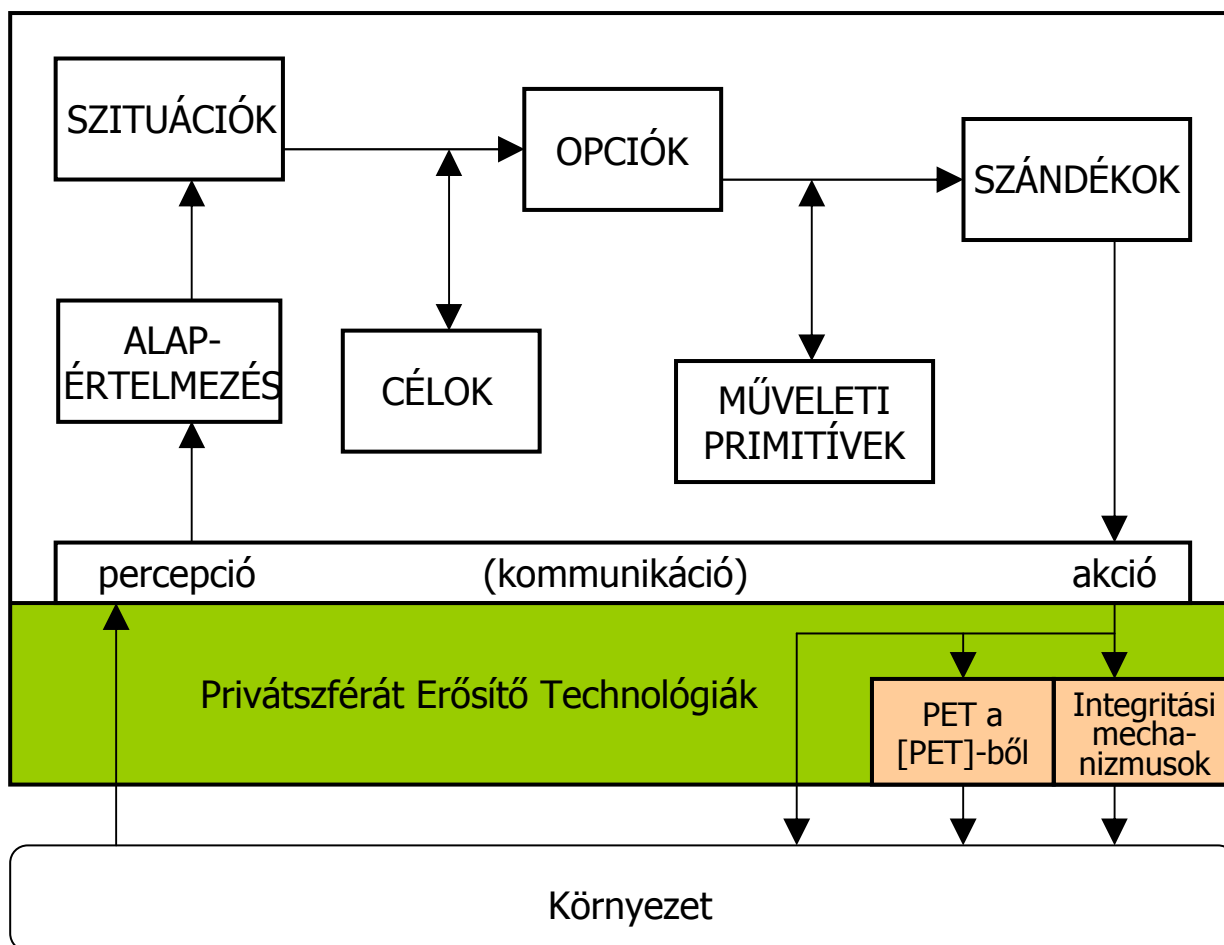 SZITUÁCIÓK
OPCIÓK
SZÁNDÉKOK
ALAP-
ÉRTELMEZÉS
CÉLOK
MŰVELETI
PRIMITÍVEK
percepció (kommunikáció) akció
Privátszférát Erősítő Technológiák
PET a
[PET]-ből
Integritási
mecha-
nizmusok
Környezet